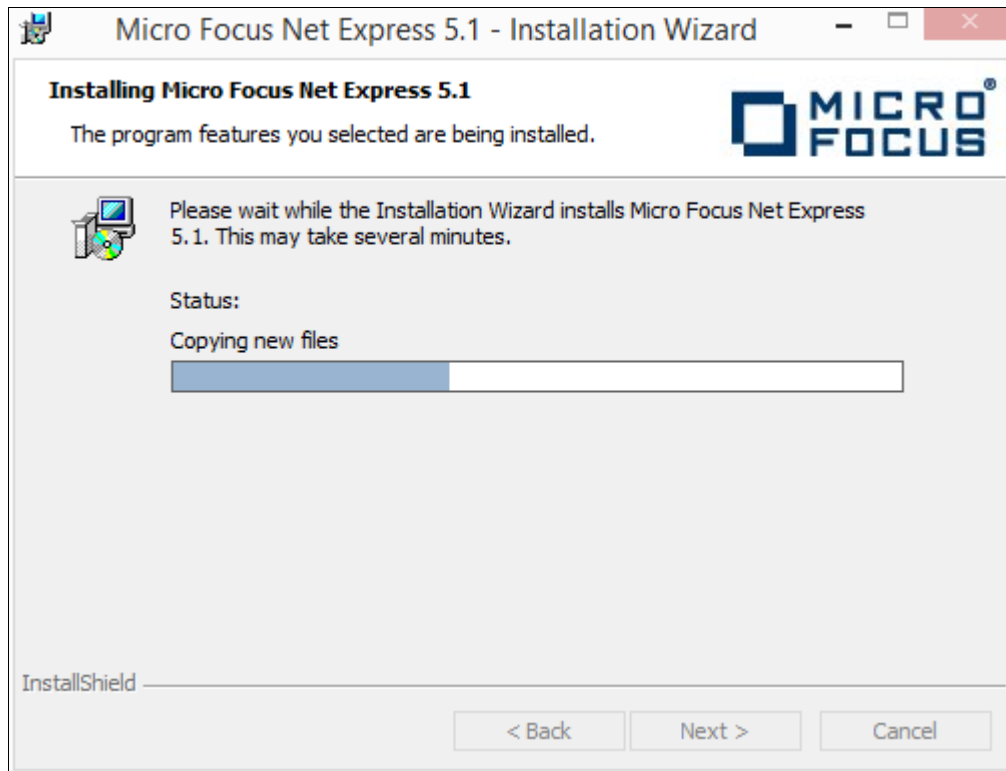 Micro Focus Net Express 5.1 - Installation Wizard
Installing Micro Focus Net Express 5.1
The program features you selected are being installed.
MICRO
FOCUS®
Please wait while the Installation Wizard installs Micro Focus Net Express
5.1. This may take several minutes.
Status:
Copying new files
InstallShield
< Back
Next >
Cancel